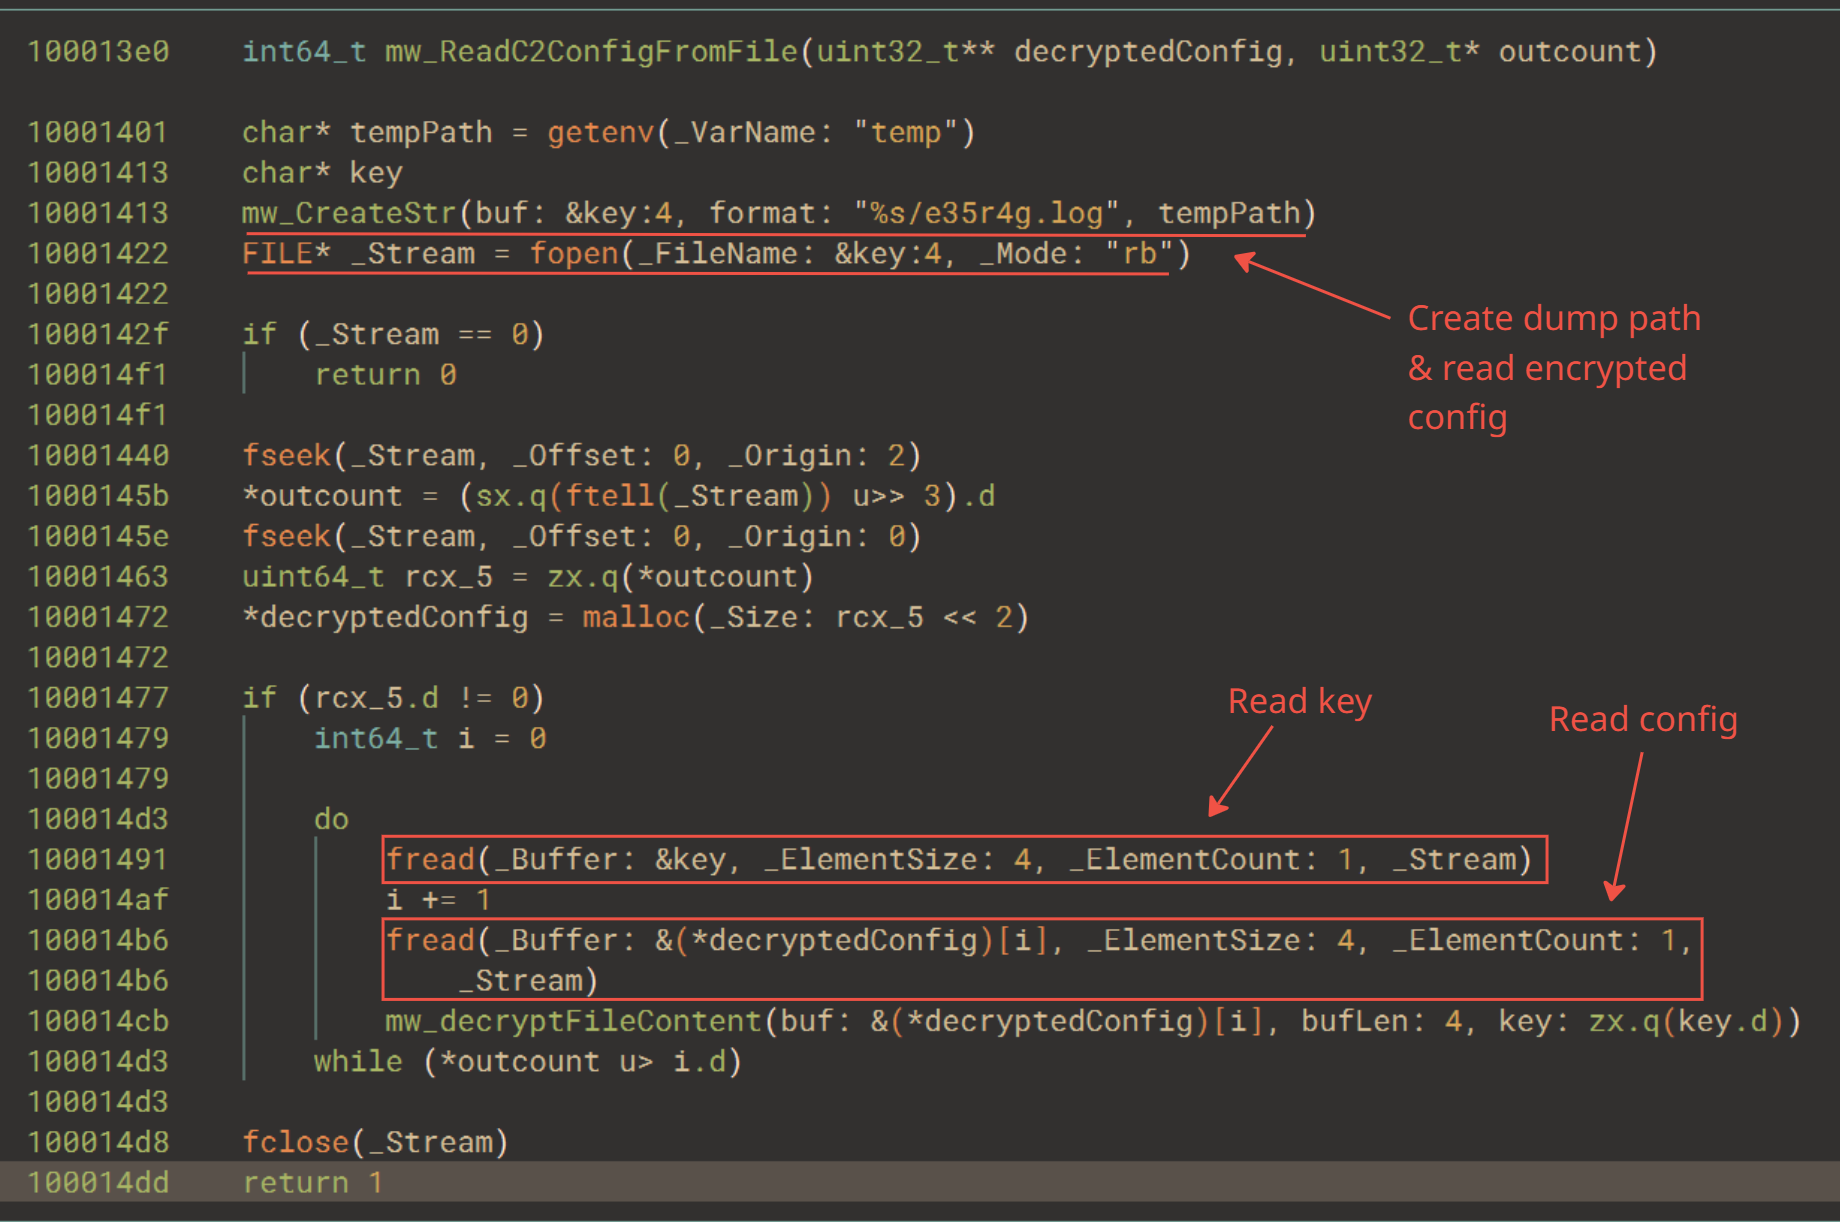 100013e0 int64_t mw_ReadC2ConfigFromFile(uint32_t** decryptedConfig, uint32_t* outcount)
10001401 char* tempPath = getenv(_VarName: "temp")
10001413 char* key
10001413 mw_CreateStr(buf: &key:4, format: "%s/e35r4g.log", tempPath)
10001422 FILE* _Stream = fopen(_FileName: &key:4, _Mode: "rb")
10001422
Create dump path
& read encrypted
config
1000142f if (_Stream == 0)
100014f1 return 0
100014f1
10001440 fseek(_Stream, _Offset: 0, _Origin: 2)
1000145b *outcount = (sx.q(ftell(_Stream)) u>> 3).d
1000145e fseek(_Stream, _Offset: 0, _Origin: 0)
10001463 uint64_t rcx_5 = zx.q(*outcount)
10001472 *decryptedConfig = malloc(_Size: rcx_5 << 2)
10001472
10001477 if (rcx_5.d != 0)
Read key
Read config
10001479 int64_t i = 0
10001479
100014d3 do
10001491 fread(_Buffer: &key, _ElementSize: 4, _ElementCount: 1, _Stream)
100014af i += 1
100014b6 fread(_Buffer: &(*decryptedConfig)[i], _ElementSize: 4, _ElementCount: 1,
100014b6 _Stream)
100014cb mw_decryptFileContent(buf: &(*decryptedConfig)[i], bufLen: 4, key: zx.q(key.d))
100014d3 while (*outcount u> i.d)
100014d3
100014d8 fclose(_Stream)
100014dd return 1